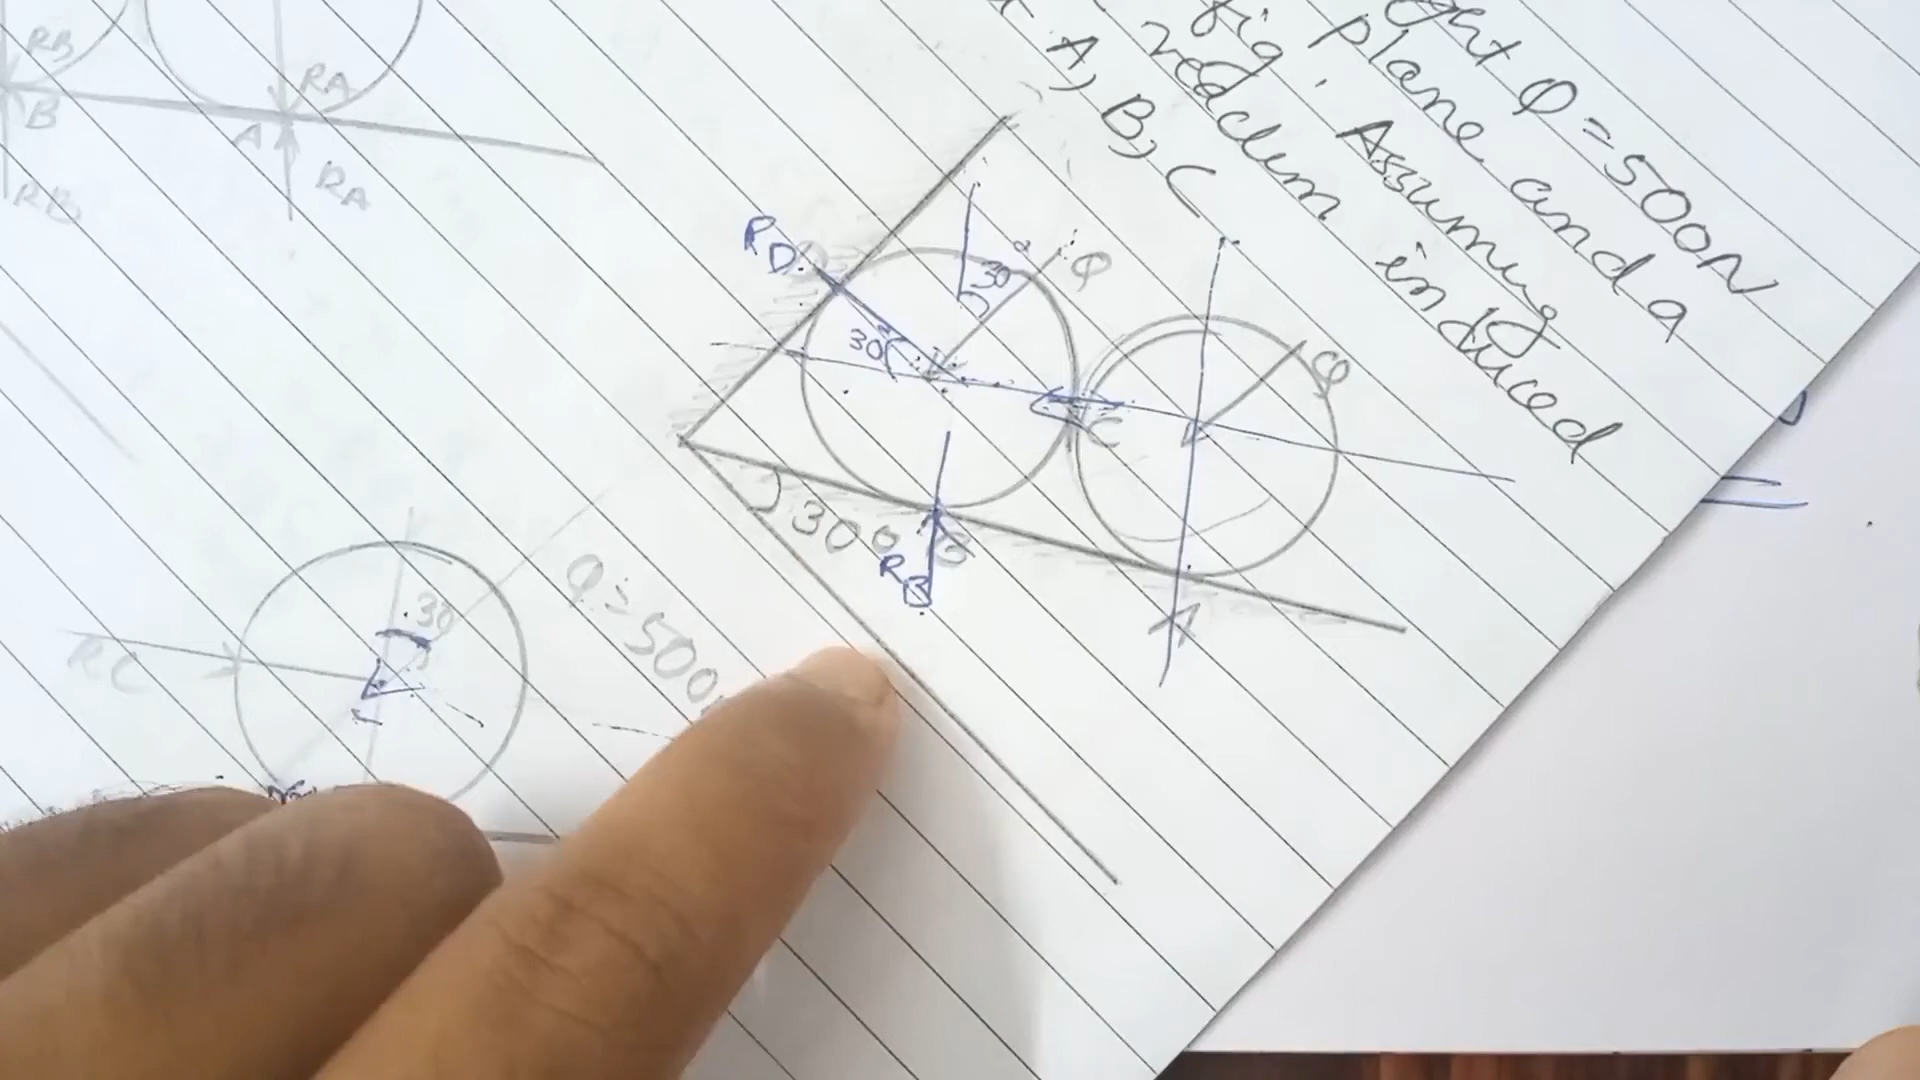 ght Q = 500N
plane and a
fig. Assuming
redum induced
A, B, C
RB
B
RB
RA
A
RA
RD
30
Q
30
C
Q
30°
RB
B
A
RC
30
Q = 500